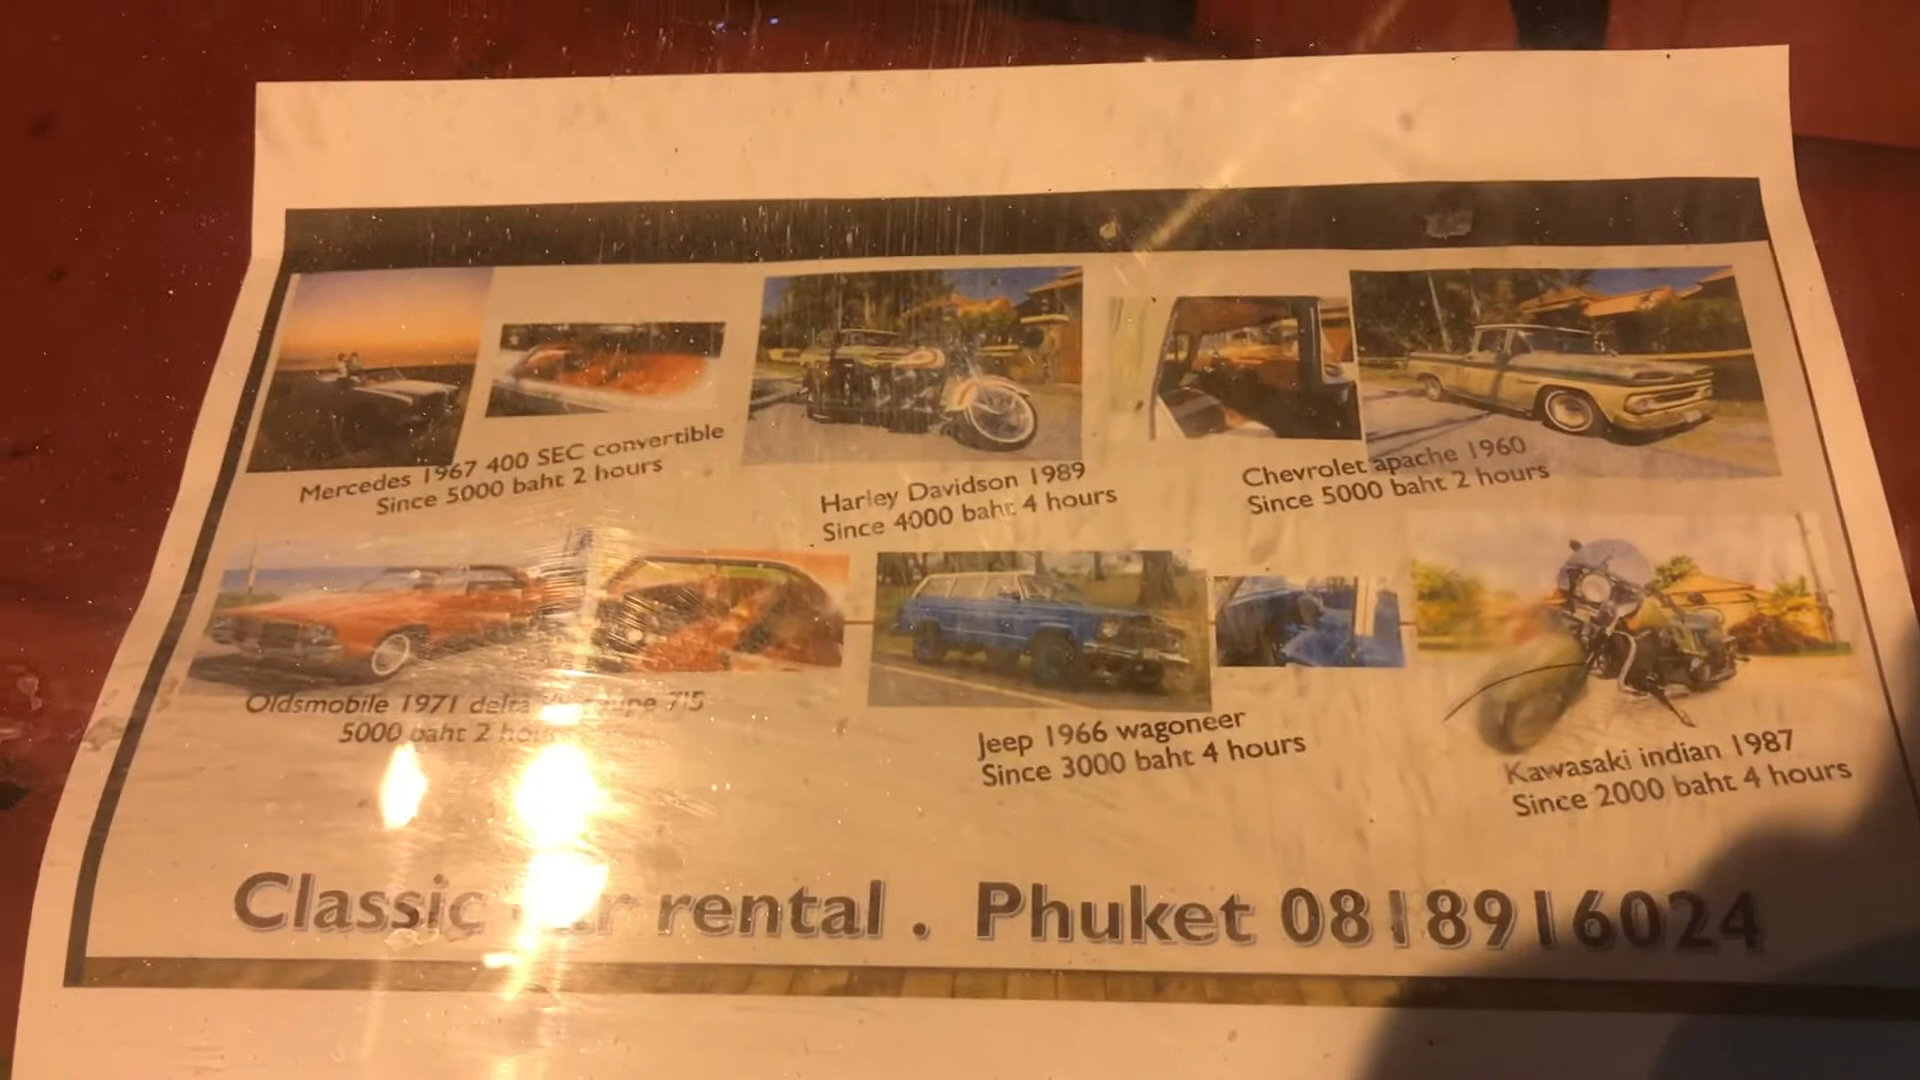 Mercedes 1967 400 SEC convertible
Since 5000 baht 2 hours
Harley Davidson 1989
Since 4000 baht 4 hours
Chevrolet apache 1960
Since 5000 baht 2 hours
Oldsmobile 1971 delta
5000 baht 2
Jeep 1966 wagoneer
Since 3000 baht 4 hours
Kawasaki indian 1987
Since 2000 baht 4 hours
Classic car rental . Phuket 0818916024